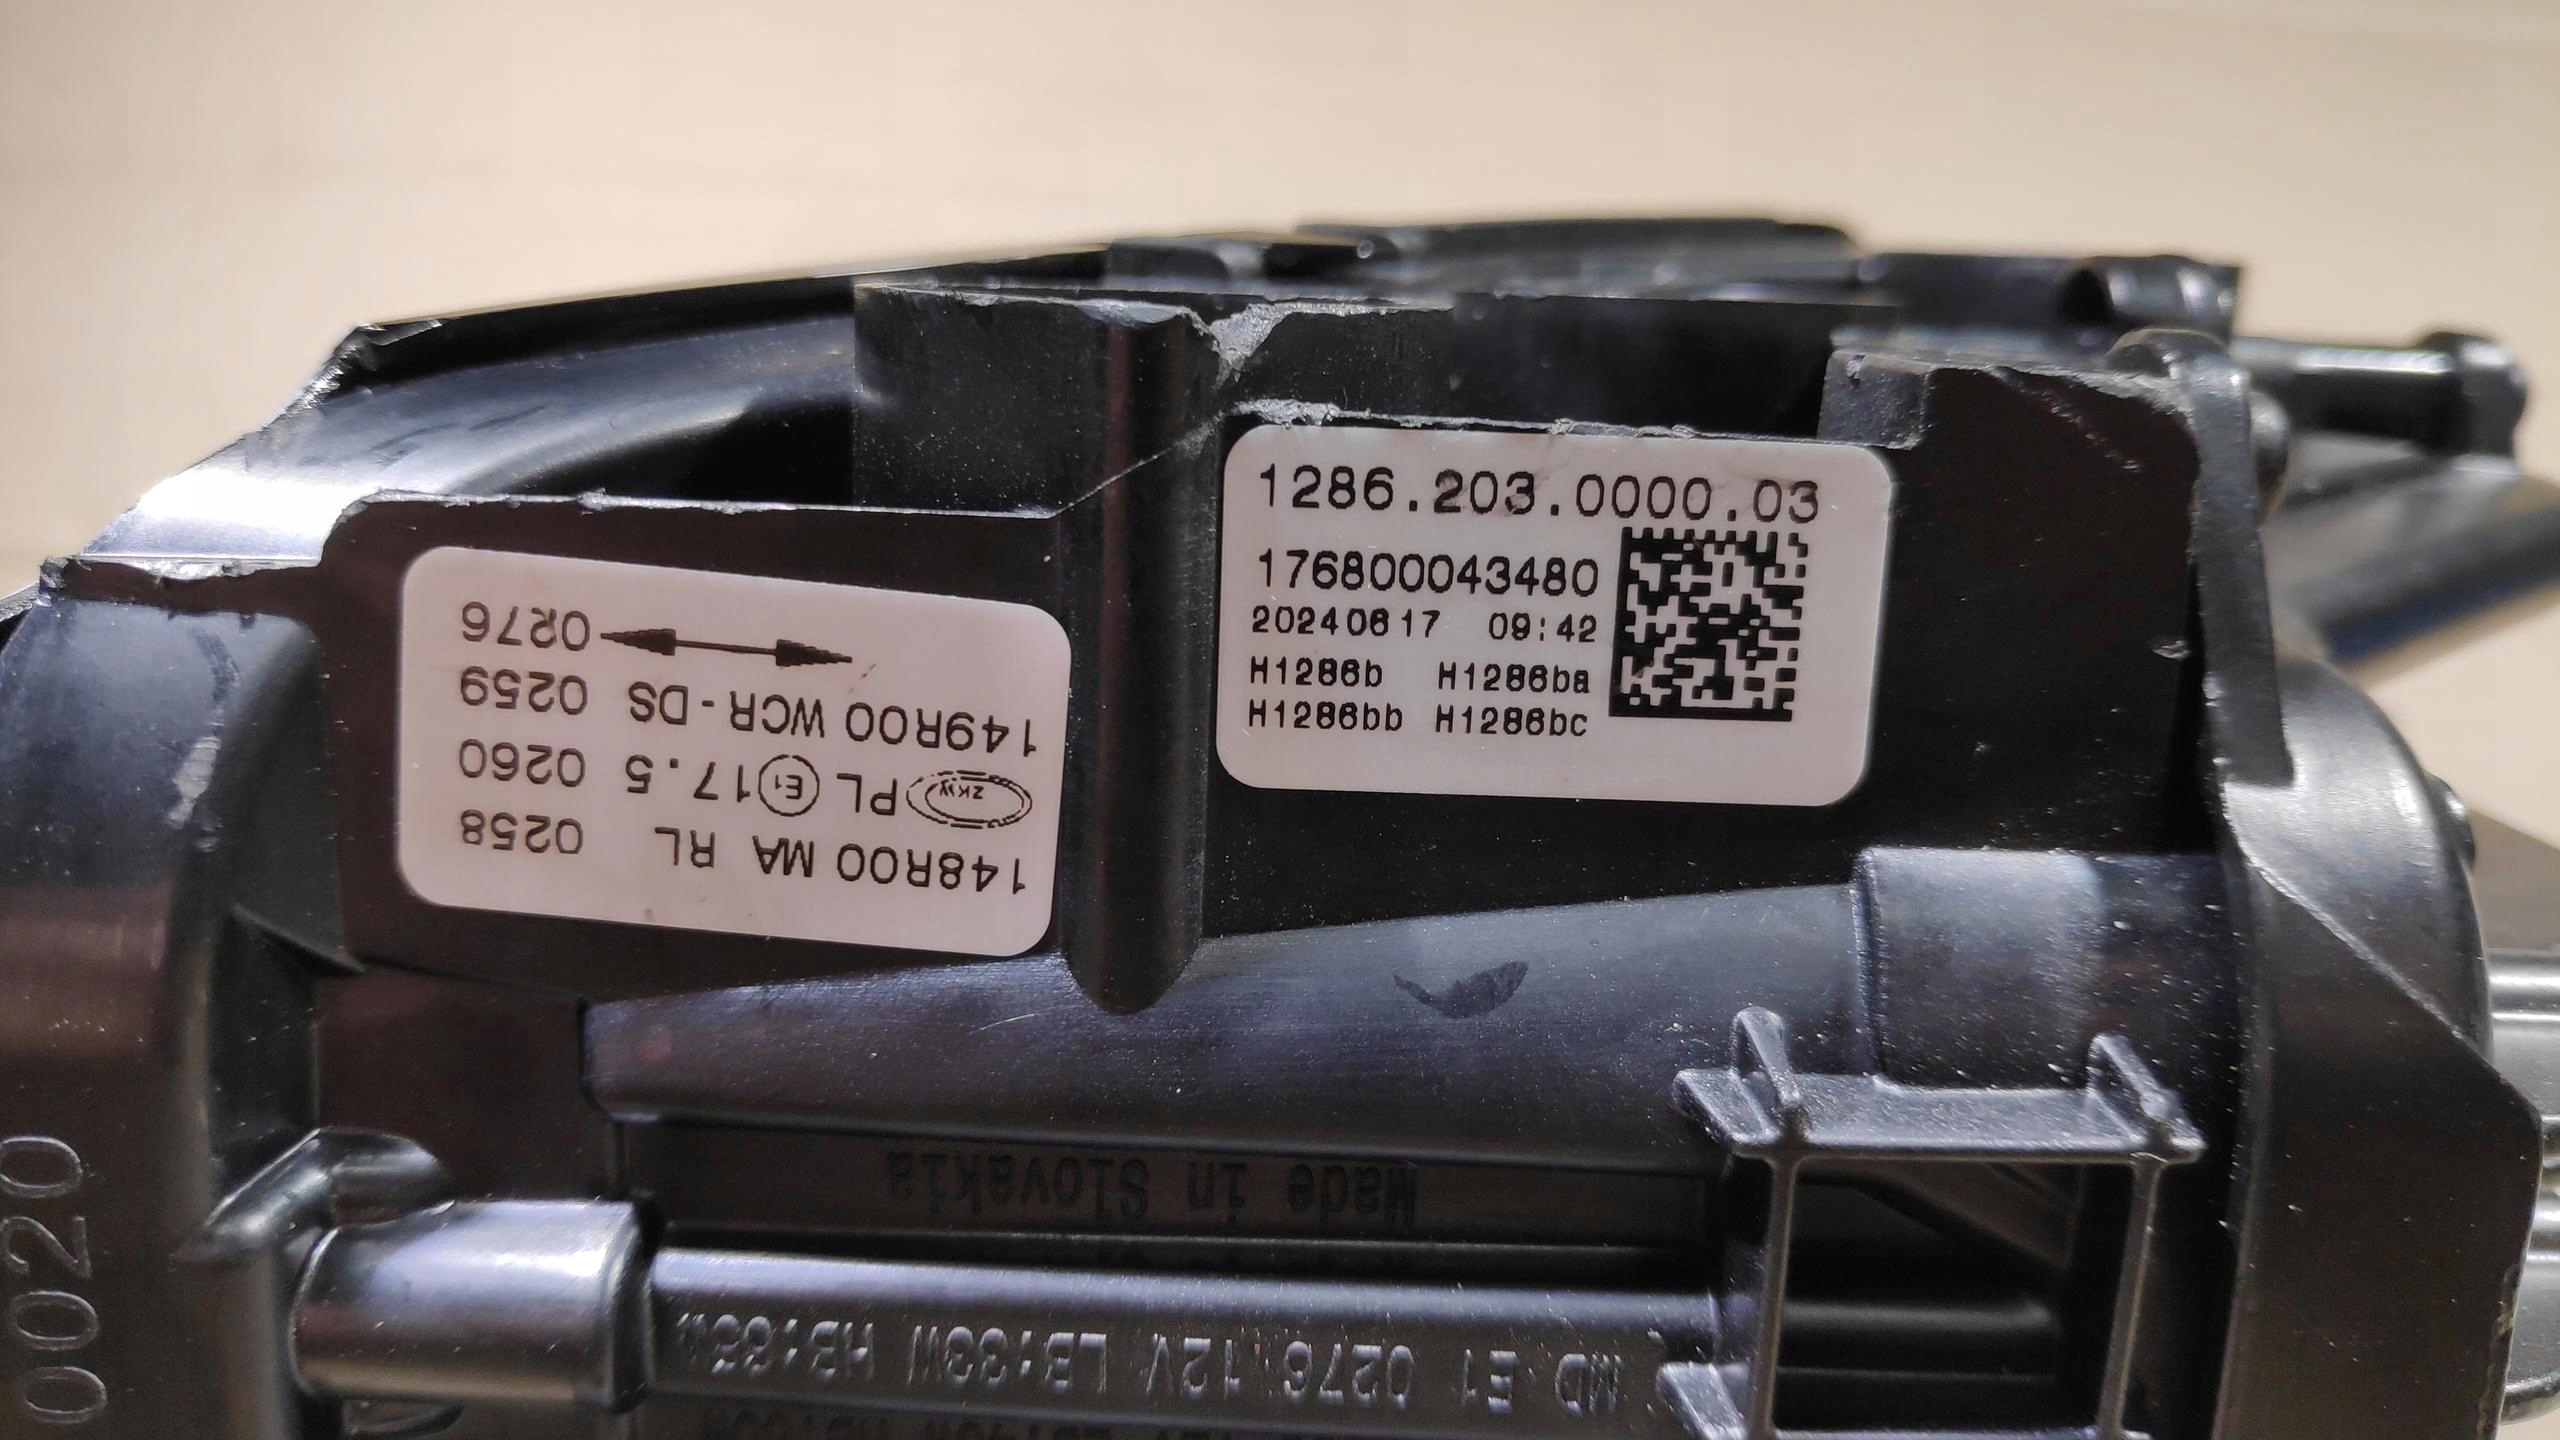 1286.203.0000.03
176800043480
20240617 09:42
H1286b H1286ba
H1286bb H1286bc
148R00 MA RL 0258
ZKW PL E1 17.5 0260
149R00 WCR-DS 0259
0276
Made in Slovakia
MD E1 0276 12V LB:33W HB:
0020